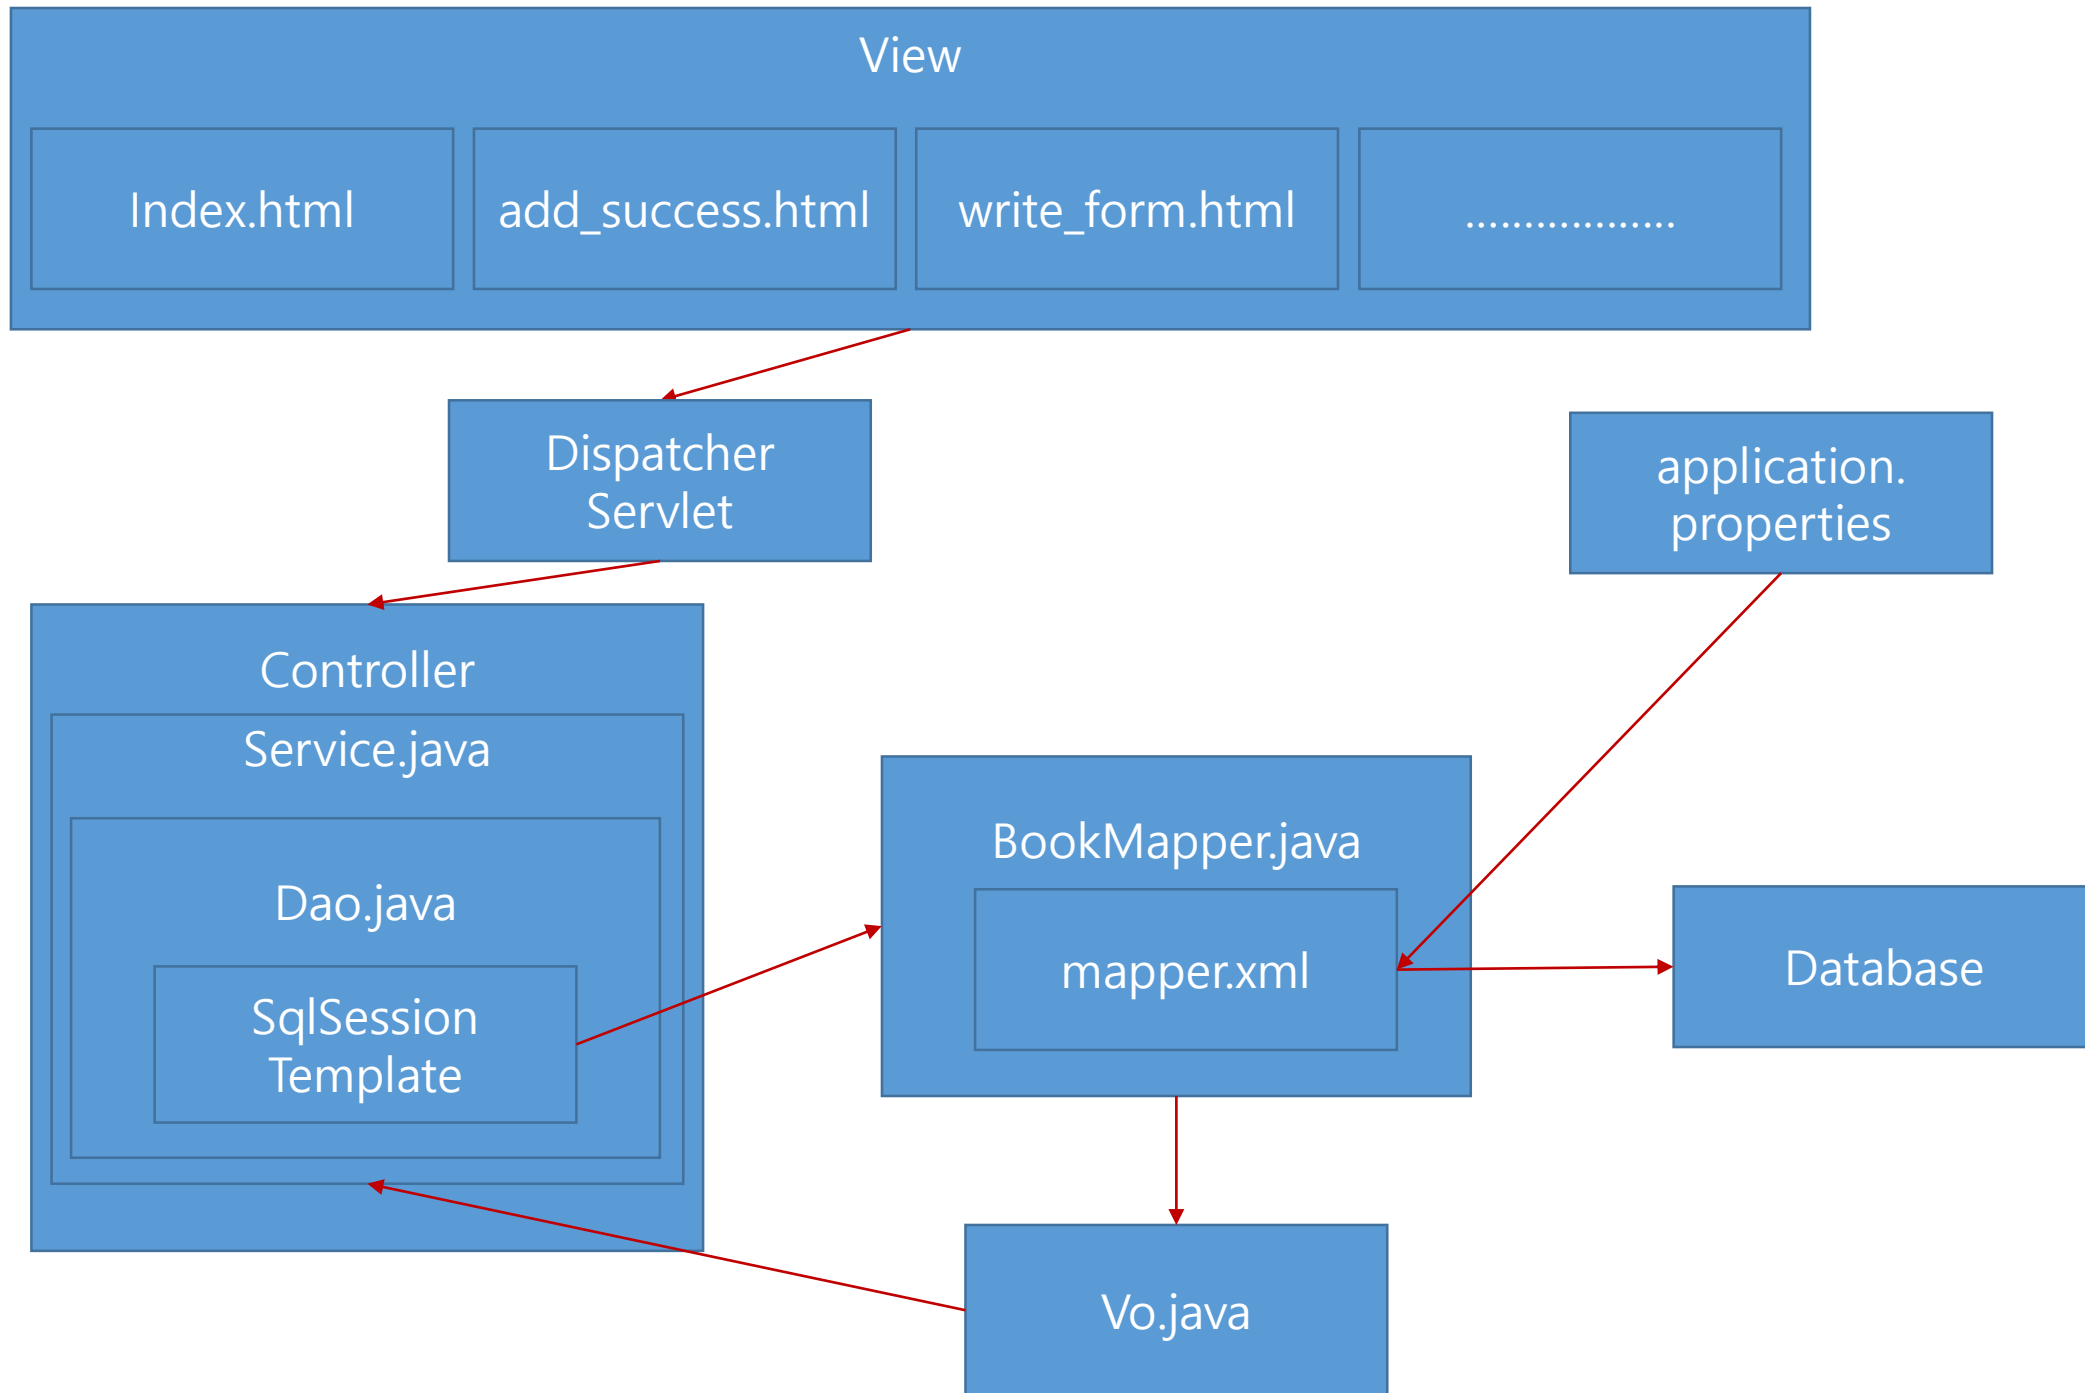 View
Index.html
add_success.html
write_form.html
..................
Dispatcher
Servlet
application.
properties
Controller
Service.java
Dao.java
SqlSession
Template
BookMapper.java
mapper.xml
Database
Vo.java